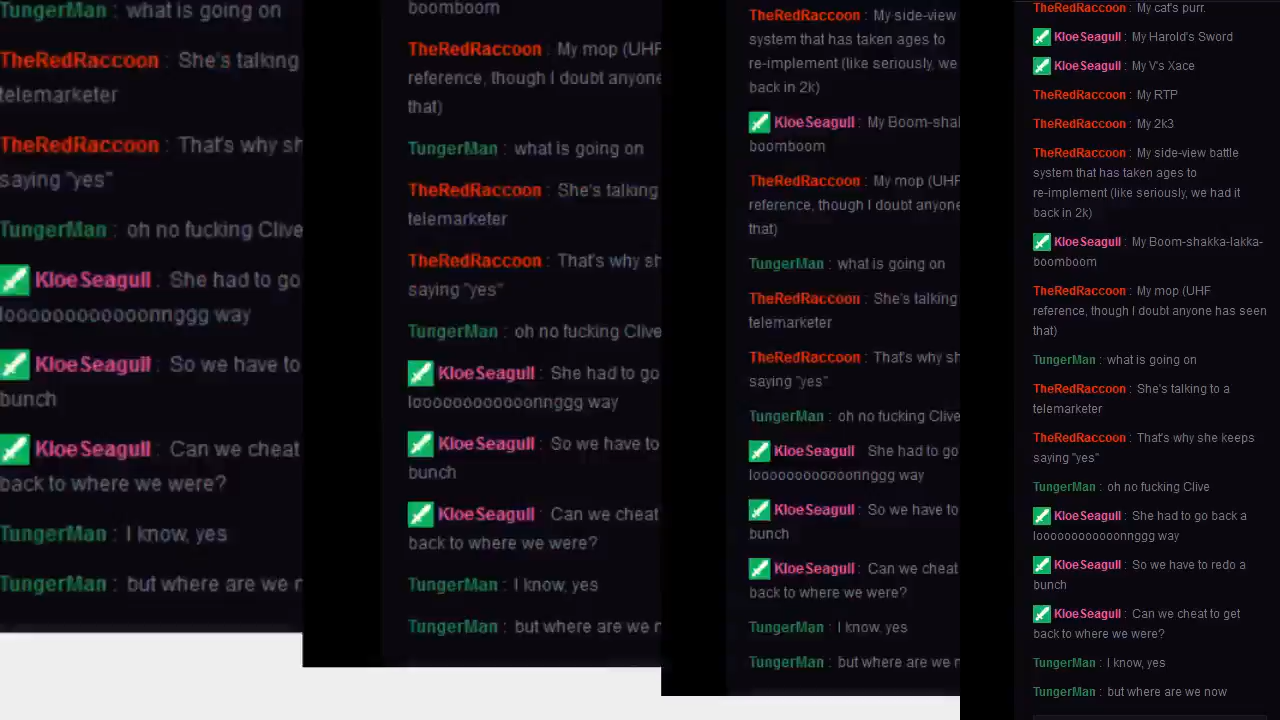 TungerMan : what is going on
TheRedRaccoon : She's talking
telemarketer
TheRedRaccoon : That's why sh
saying "yes"
TungerMan : oh no fucking Clive
KloeSeagull : She had to go
looooooooooonnggg way
KloeSeagull : So we have to
bunch
KloeSeagull : Can we cheat
back to where we were?
TungerMan : I know, yes
TungerMan : but where are we n
boomboom
TheRedRaccoon : My mop (UHF
reference, though I doubt anyone
that)
TungerMan : what is going on
TheRedRaccoon : She's talking
telemarketer
TheRedRaccoon : That's why sh
saying "yes"
TungerMan : oh no fucking Clive
KloeSeagull : She had to go
looooooooooonnggg way
KloeSeagull : So we have to
bunch
KloeSeagull : Can we cheat
back to where we were?
TungerMan : I know, yes
TungerMan : but where are we n
TheRedRaccoon : My side-view
system that has taken ages to
re-implement (like seriously, we
back in 2k)
KloeSeagull : My Boom-shal
boomboom
TheRedRaccoon : My mop (UHF
reference, though I doubt anyone
that)
TungerMan : what is going on
TheRedRaccoon : She's talking
telemarketer
TheRedRaccoon : That's why sh
saying "yes"
TungerMan : oh no fucking Clive
KloeSeagull : She had to go
looooooooooonnggg way
KloeSeagull : So we have to
bunch
KloeSeagull : Can we cheat
back to where we were?
TungerMan : I know, yes
TungerMan : but where are we n
TheRedRaccoon : My cat's purr.
KloeSeagull : My Harold's Sword
KloeSeagull : My V's Xace
TheRedRaccoon : My RTP
TheRedRaccoon : My 2k3
TheRedRaccoon : My side-view battle
system that has taken ages to
re-implement (like seriously, we had it
back in 2k)
KloeSeagull : My Boom-shakka-lakka-
boomboom
TheRedRaccoon : My mop (UHF
reference, though I doubt anyone has seen
that)
TungerMan : what is going on
TheRedRaccoon : She's talking to a
telemarketer
TheRedRaccoon : That's why she keeps
saying "yes"
TungerMan : oh no fucking Clive
KloeSeagull : She had to go back a
looooooooooonnggg way
KloeSeagull : So we have to redo a
bunch
KloeSeagull : Can we cheat to get
back to where we were?
TungerMan : I know, yes
TungerMan : but where are we now